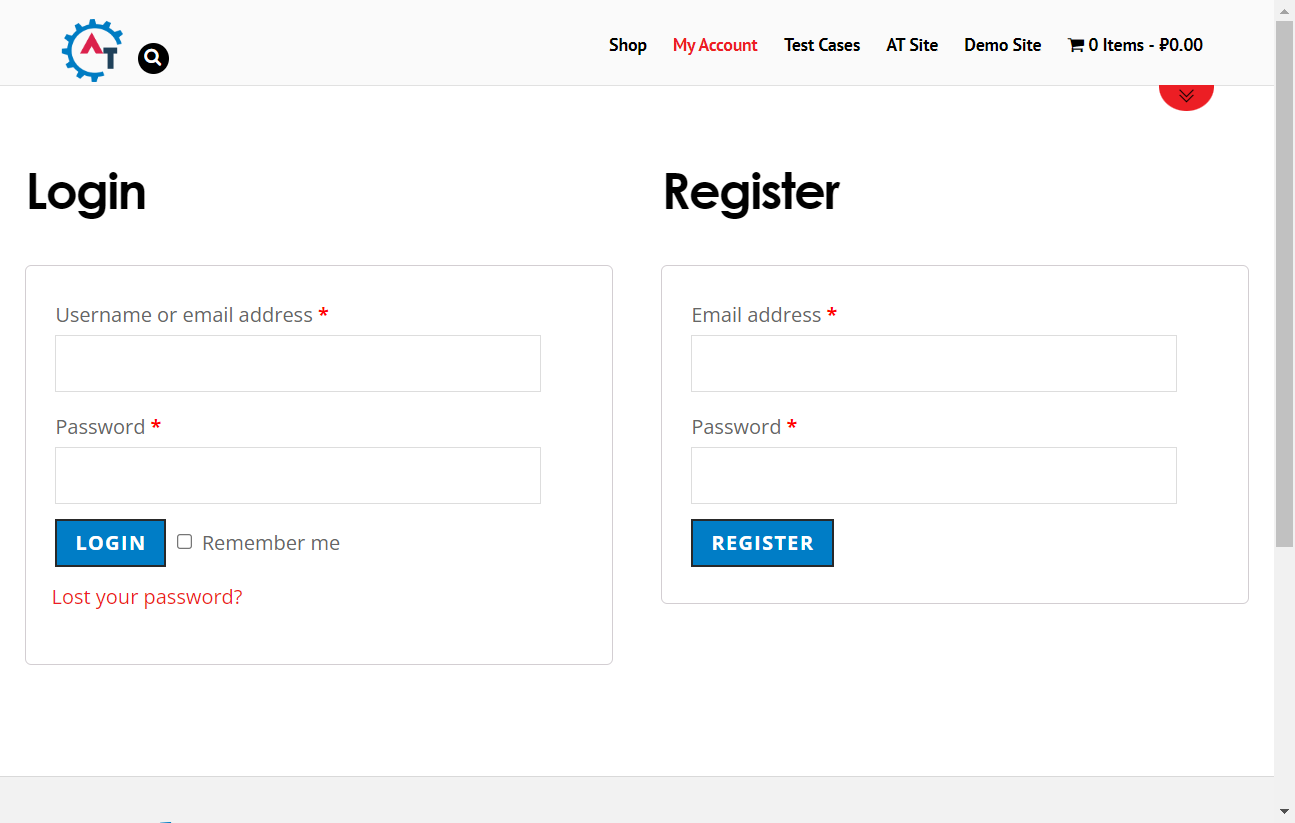 AT
Shop
My Account
Test Cases
AT Site
Demo Site
0 Items - ₽0.00
Login
Username or email address *
Password *
LOGIN
Remember me
Lost your password?
Register
Email address *
Password *
REGISTER